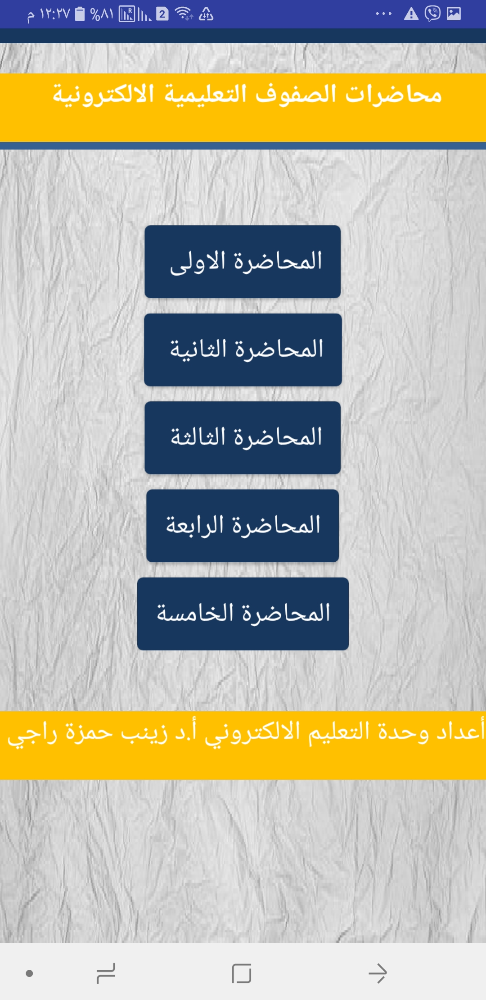 ١٢:٢٧ م %٨١ 2
محاضرات الصفوف التعليمية الالكترونية
المحاضرة الاولى
المحاضرة الثانية
المحاضرة الثالثة
المحاضرة الرابعة
المحاضرة الخامسة
أعداد وحدة التعليم الالكتروني أ.د زينب حمزة راجي